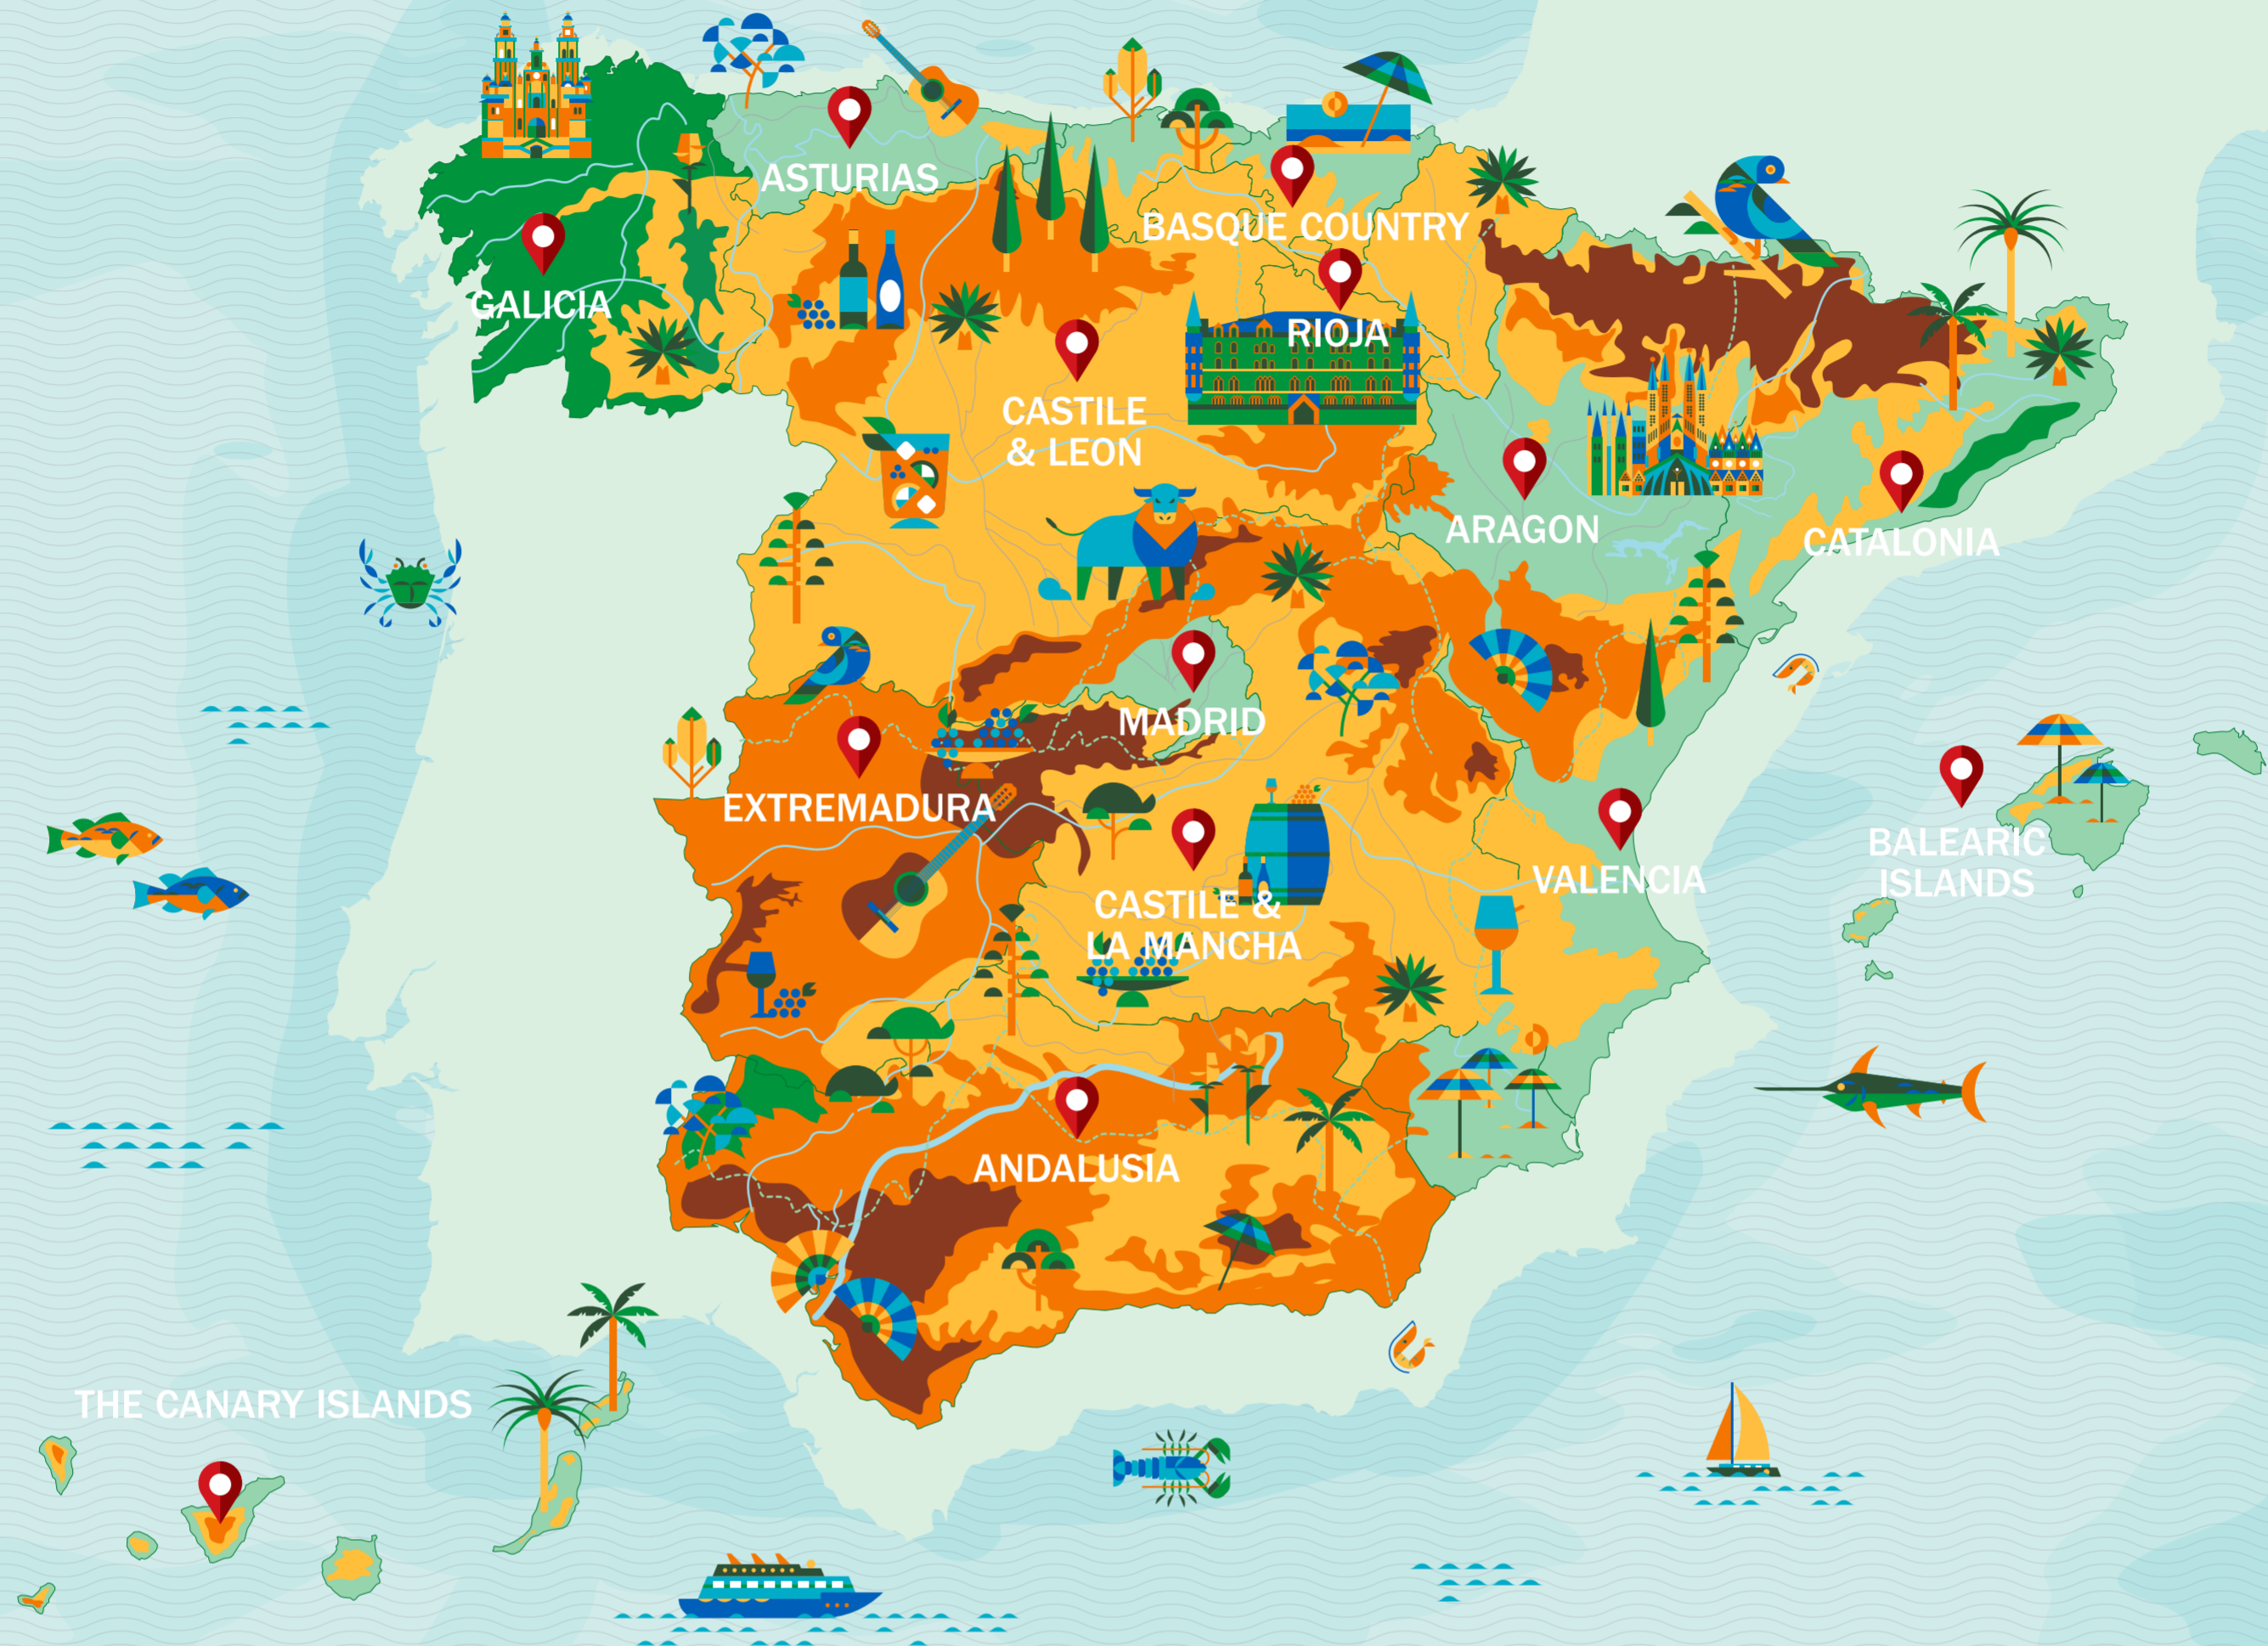 ASTURIAS
BASQUE COUNTRY
GALICIA
RIOJA
CASTILE
& LEON
ARAGON
CATALONIA
MADRID
EXTREMADURA
BALEARIC
ISLANDS
VALENCIA
CASTILE &
LA MANCHA
ANDALUSIA
THE CANARY ISLANDS